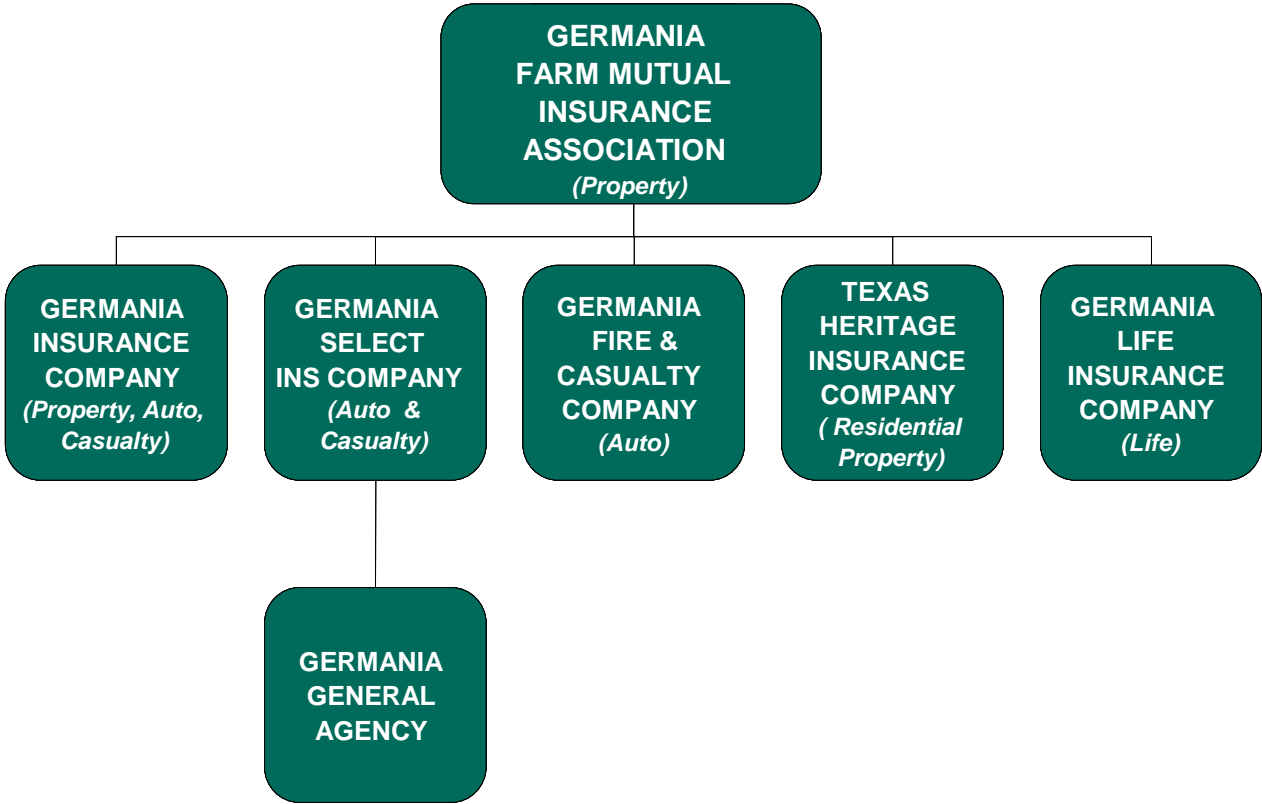 GERMANIA
FARM MUTUAL
INSURANCE
ASSOCIATION
(Property)
GERMANIA
INSURANCE
COMPANY
(Property, Auto,
Casualty)
GERMANIA
SELECT
INS COMPANY
(Auto &
Casualty)
GERMANIA
FIRE &
CASUALTY
COMPANY
(Auto)
TEXAS
HERITAGE
INSURANCE
COMPANY
( Residential
Property)
GERMANIA
LIFE
INSURANCE
COMPANY
(Life)
GERMANIA
GENERAL
AGENCY